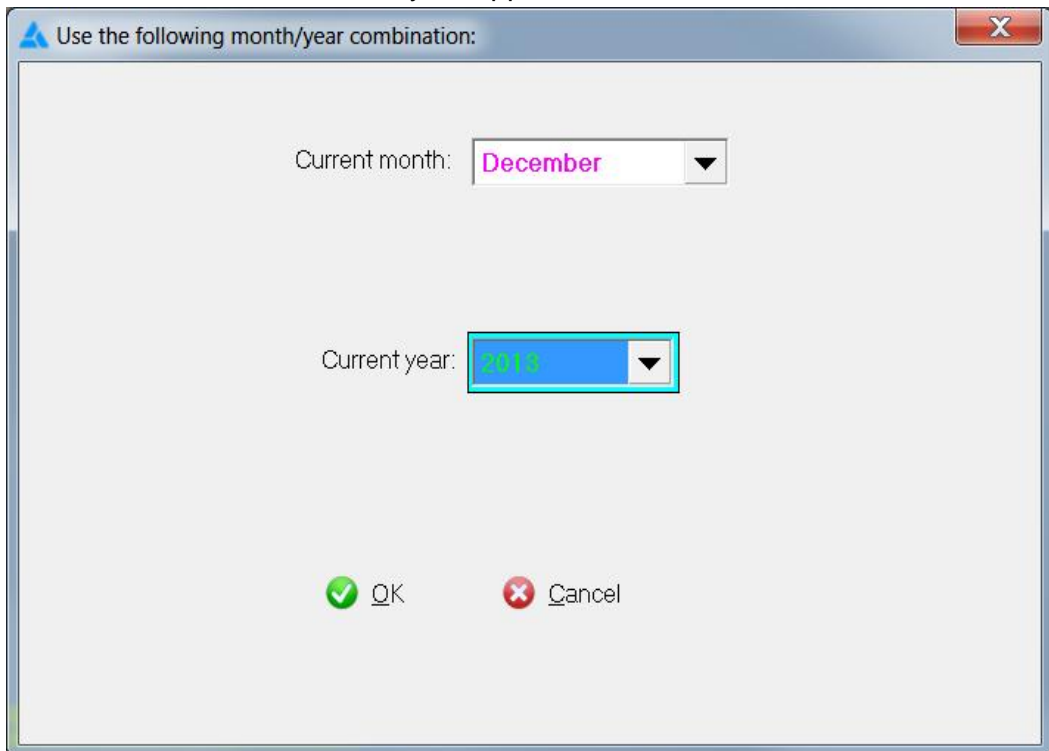 Use the following month/year combination:
Current month: December
Current year: 2013
OK Cancel